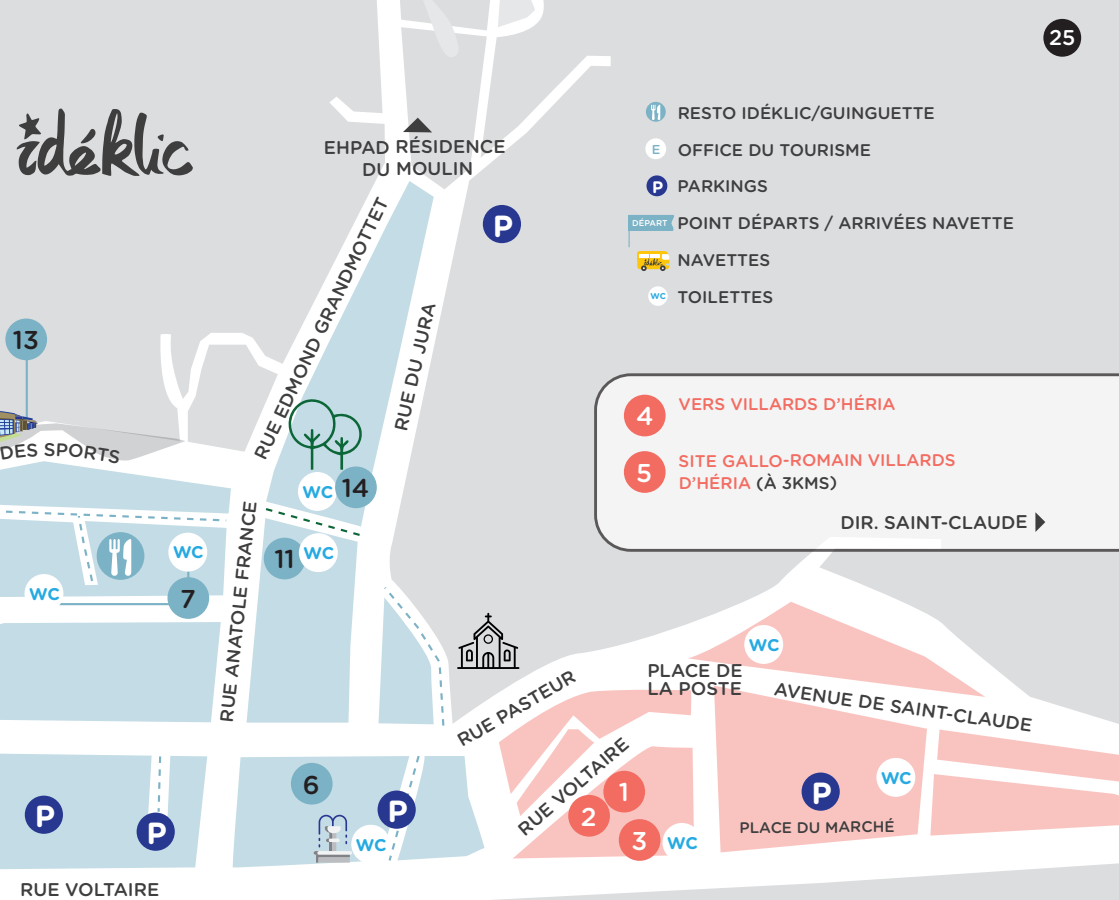 25
idéklic
RESTO IDÉKLIC/GUINGUETTE
E
OFFICE DU TOURISME
P
PARKINGS
DÉPART
POINT DÉPARTS / ARRIVÉES NAVETTE
idéklic
NAVETTES
WC
TOILETTES
EHPAD RÉSIDENCE
DU MOULIN
P
RUE EDMOND GRANDMOTTET
RUE DU JURA
13
DES SPORTS
4
VERS VILLARDS D'HÉRIA
5
SITE GALLO-ROMAIN VILLARDS
D'HÉRIA (À 3KMS)
DIR. SAINT-CLAUDE
WC
14
11
WC
WC
WC
7
RUE ANATOLE FRANCE
WC
PLACE DE
LA POSTE
RUE PASTEUR
AVENUE DE SAINT-CLAUDE
RUE VOLTAIRE
6
1
2
3
WC
P
P
P
WC
P
WC
PLACE DU MARCHÉ
RUE VOLTAIRE